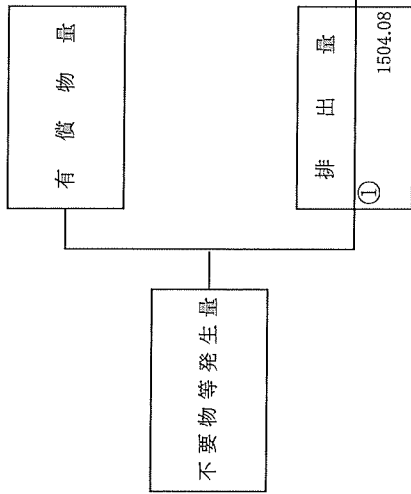 不要物等発生量
有償物量
排出量
①
1504.08